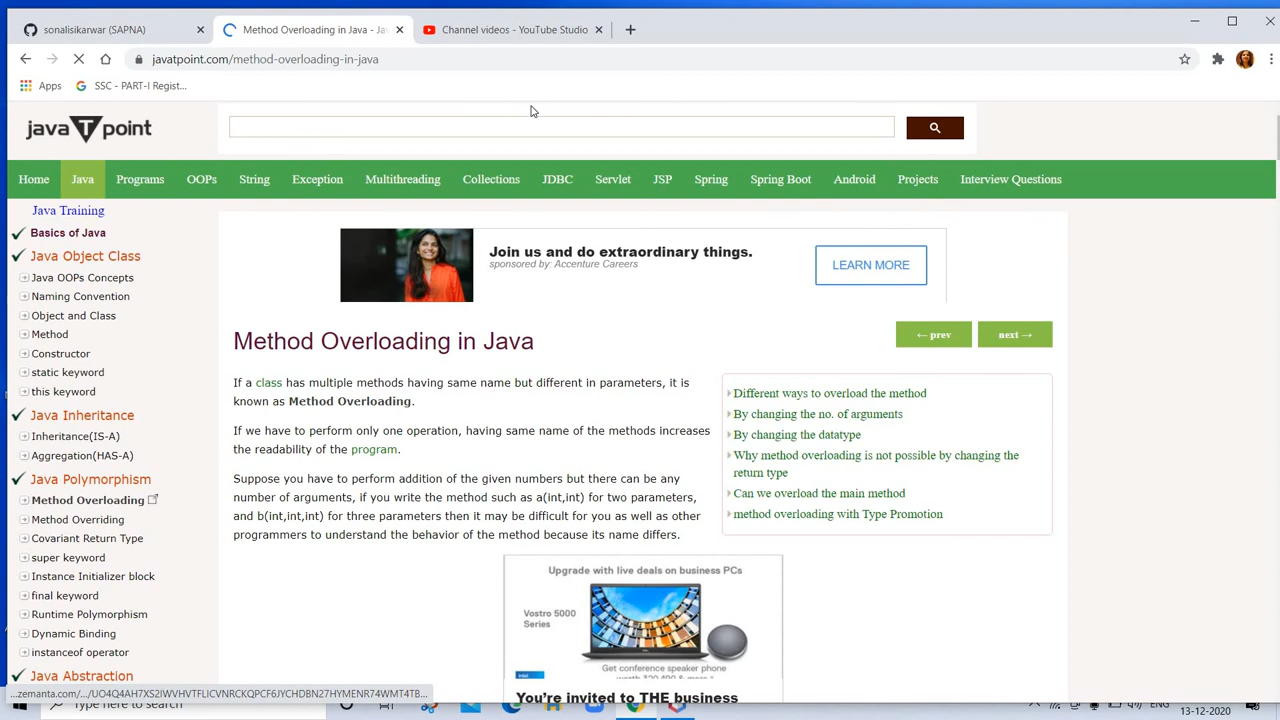 sonalisikarwar (SAPNA)
Method Overloading in Java - Jav
Channel videos - YouTube Studio
javatpoint.com/method-overloading-in-java
Apps
SSC - PART-I Regist...
java T point
Home
Java
Programs
OOPs
String
Exception
Multithreading
Collections
JDBC
Servlet
JSP
Spring
Spring Boot
Android
Projects
Interview Questions
Java Training
Basics of Java
Java Object Class
Java OOPs Concepts
Naming Convention
Object and Class
Method
Constructor
static keyword
this keyword
Java Inheritance
Inheritance(IS-A)
Aggregation(HAS-A)
Java Polymorphism
Method Overloading
Method Overriding
Covariant Return Type
super keyword
Instance Initializer block
final keyword
Runtime Polymorphism
Dynamic Binding
instanceof operator
Java Abstraction
Join us and do extraordinary things.
sponsored by: Accenture Careers
LEARN MORE
Method Overloading in Java
← prev
next →
If a class has multiple methods having same name but different in parameters, it is
known as Method Overloading.
If we have to perform only one operation, having same name of the methods increases
the readability of the program.
Suppose you have to perform addition of the given numbers but there can be any
number of arguments, if you write the method such as a(int,int) for two parameters,
and b(int,int,int) for three parameters then it may be difficult for you as well as other
programmers to understand the behavior of the method because its name differs.
Different ways to overload the method
By changing the no. of arguments
By changing the datatype
Why method overloading is not possible by changing the
return type
Can we overload the main method
method overloading with Type Promotion
Upgrade with live deals on business PCs
Vostro 5000
Series
intel
Get conference speaker phone
You're invited to THE business
Type here to search
ENG
13-12-2020